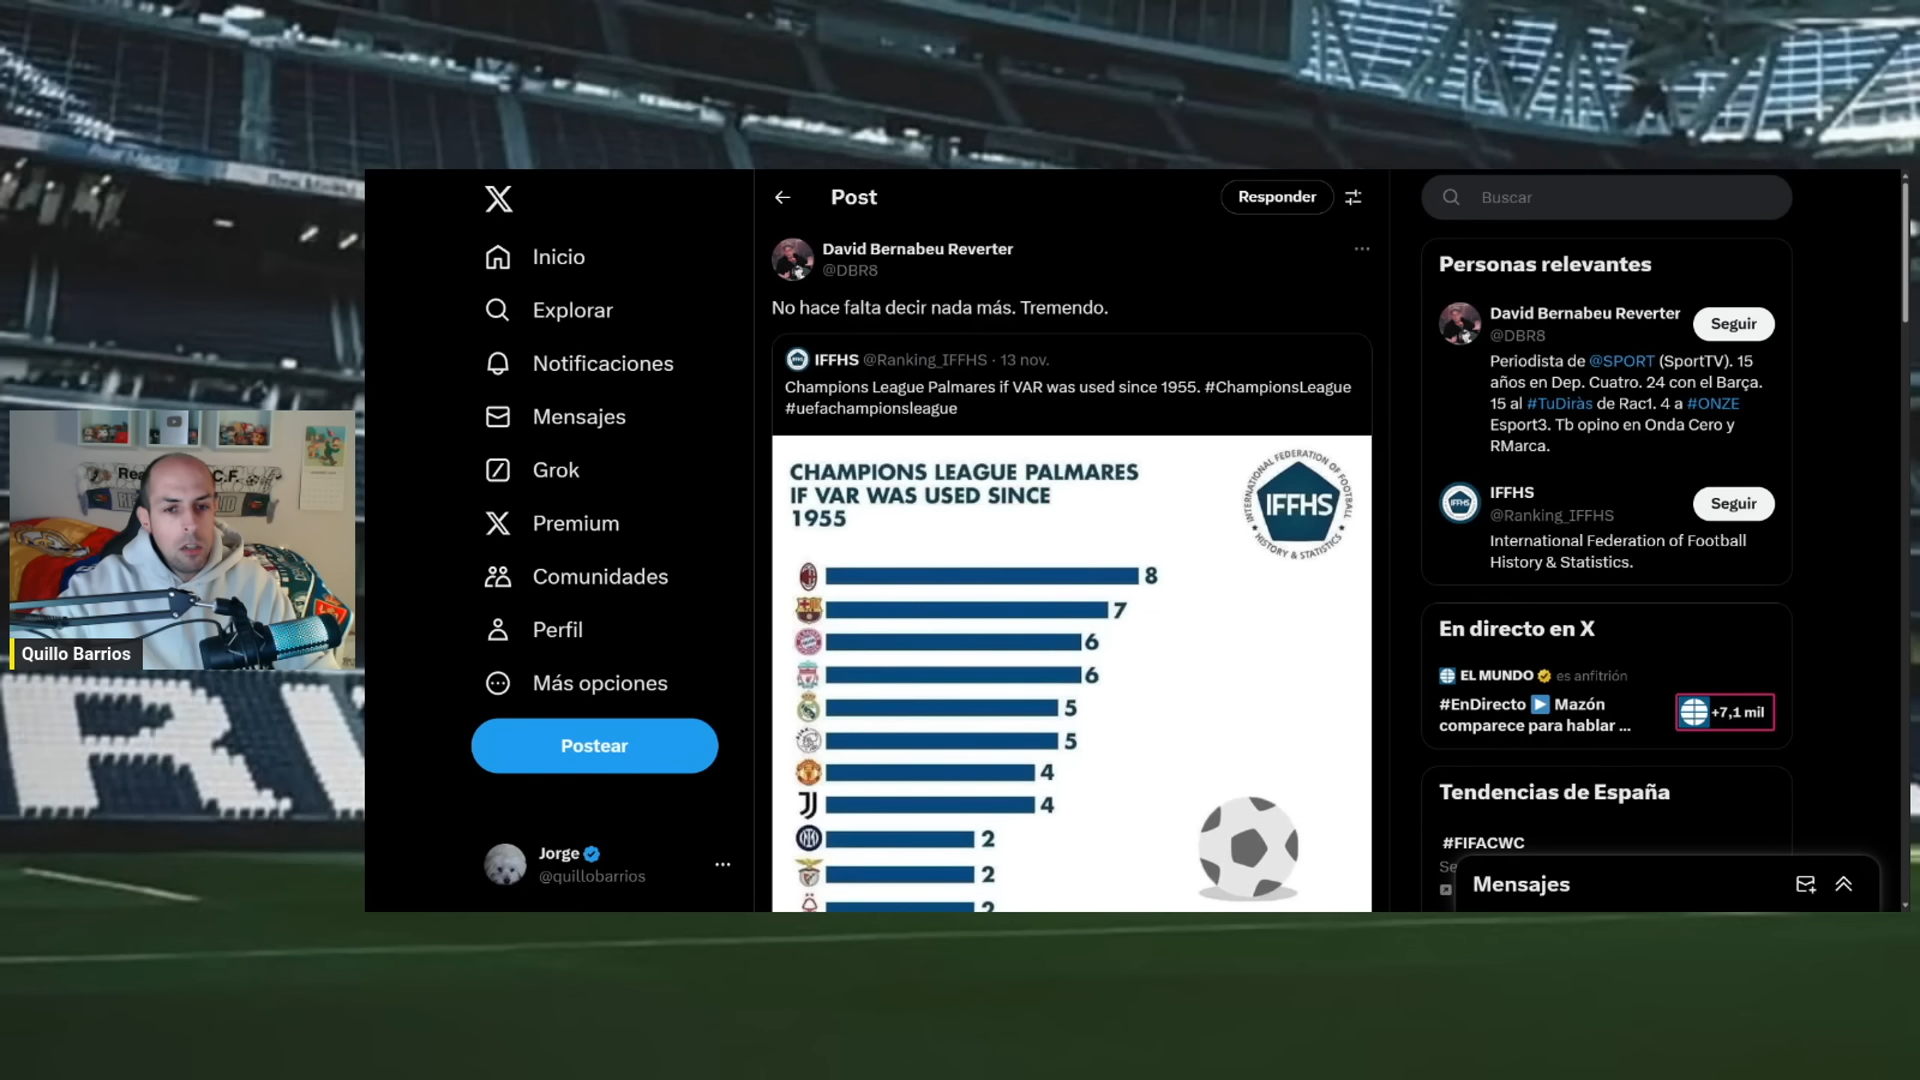 Real Madrid
X
Inicio
Explorar
Notificaciones
Mensajes
Grok
Premium
Comunidades
Perfil
Más opciones
Postear
Jorge
@quillobarrios
Quillo Barrios
Post
Responder
David Bernabeu Reverter
@DBR8
No hace falta decir nada más. Tremendo.
IFFHS @Ranking_IFFHS · 13 nov.
Champions League Palmares if VAR was used since 1955. #ChampionsLeague
#uefachampionsleague
CHAMPIONS LEAGUE PALMARES
IF VAR WAS USED SINCE
1955
INTERNATIONAL FEDERATION OF FOOTBALL
IFFHS
HISTORY & STATISTICS
8
7
6
6
5
5
4
4
2
2
2
Buscar
Personas relevantes
David Bernabeu Reverter
@DBR8
Seguir
Periodista de @SPORT (SportTV). 15
años en Dep. Cuatro. 24 con el Barça.
15 al #TuDiràs de Rac1. 4 a #ONZE
Esport3. Tb opino en Onda Cero y
RMarca.
IFFHS
@Ranking_IFFHS
Seguir
International Federation of Football
History & Statistics.
En directo en X
EL MUNDO es anfitrión
#EnDirecto ▶ Mazón
comparece para hablar ...
+7,1 mil
Tendencias de España
#FIFACWC
Mensajes